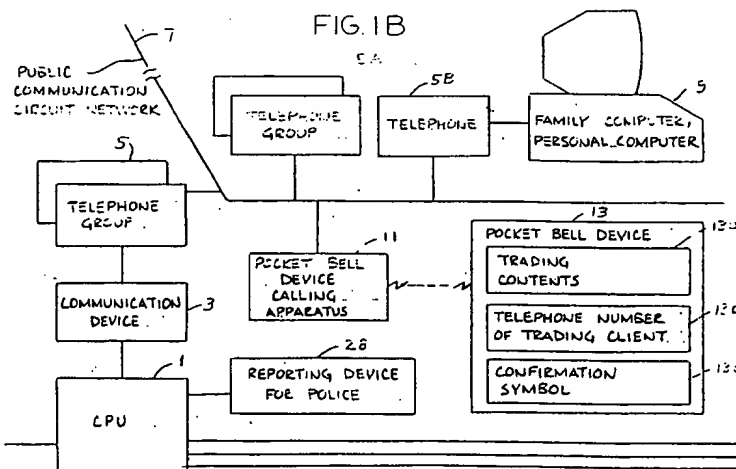 FIG. 1B
7
5A
PUBLIC
COMMUNICATION
CIRCUIT NETWORK
TELEPHONE
GROUP
5B
TELEPHONE
9
FAMILY COMPUTER,
PERSONAL COMPUTER
5
TELEPHONE
GROUP
11
POCKET BELL
DEVICE
CALLING
APPARATUS
13
POCKET BELL DEVICE
TRADING
CONTENTS
TELEPHONE NUMBER
OF TRADING CLIENT
CONFIRMATION
SYMBOL
COMMUNICATION
DEVICE
3
1
CPU
28
REPORTING DEVICE
FOR POLICE